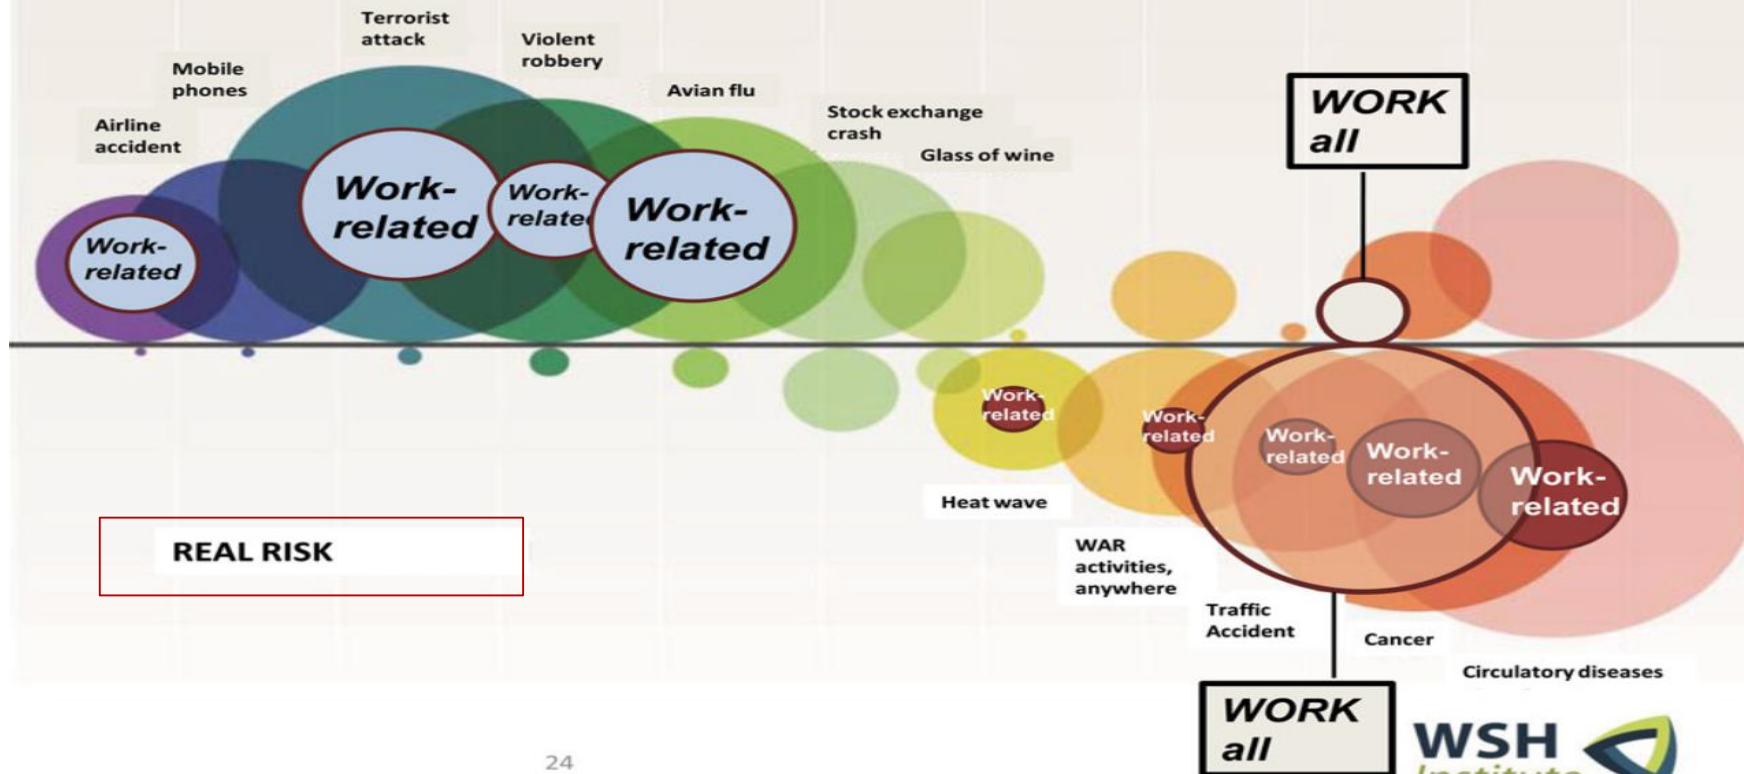 Terrorist
attack
Violent
robbery
Mobile
phones
Avian flu
Airline
accident
Stock exchange
crash
Glass of wine
WORK
all
Work-
related
Work-
related
Work-
relate
Work-
related
Work-
related
Work-
related
Work-
related
Work-
related
Work-
related
Heat wave
REAL RISK
WAR
activities,
anywhere
Traffic
Accident
Cancer
Circulatory diseases
WORK
all
WSH
Institute
24